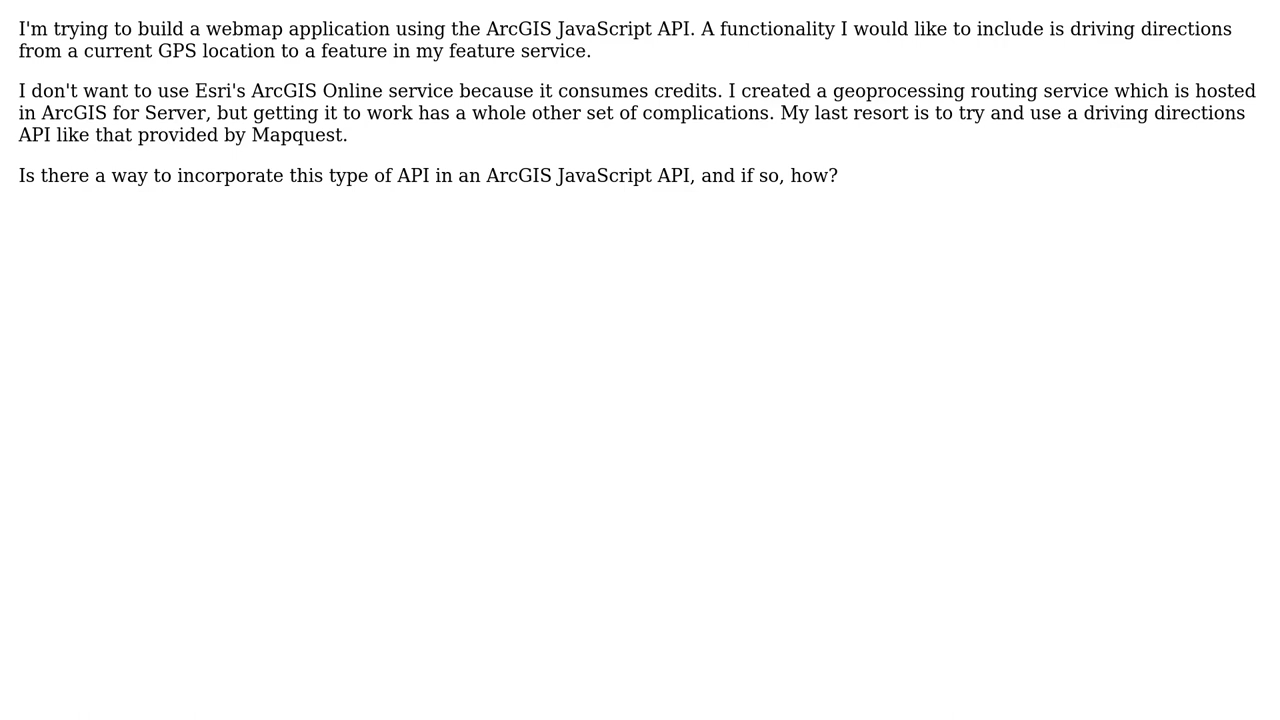 I'm trying to build a webmap application using the ArcGIS JavaScript API. A functionality I would like to include is driving directions
from a current GPS location to a feature in my feature service.
I don't want to use Esri's ArcGIS Online service because it consumes credits. I created a geoprocessing routing service which is hosted
in ArcGIS for Server, but getting it to work has a whole other set of complications. My last resort is to try and use a driving directions
API like that provided by Mapquest.
Is there a way to incorporate this type of API in an ArcGIS JavaScript API, and if so, how?